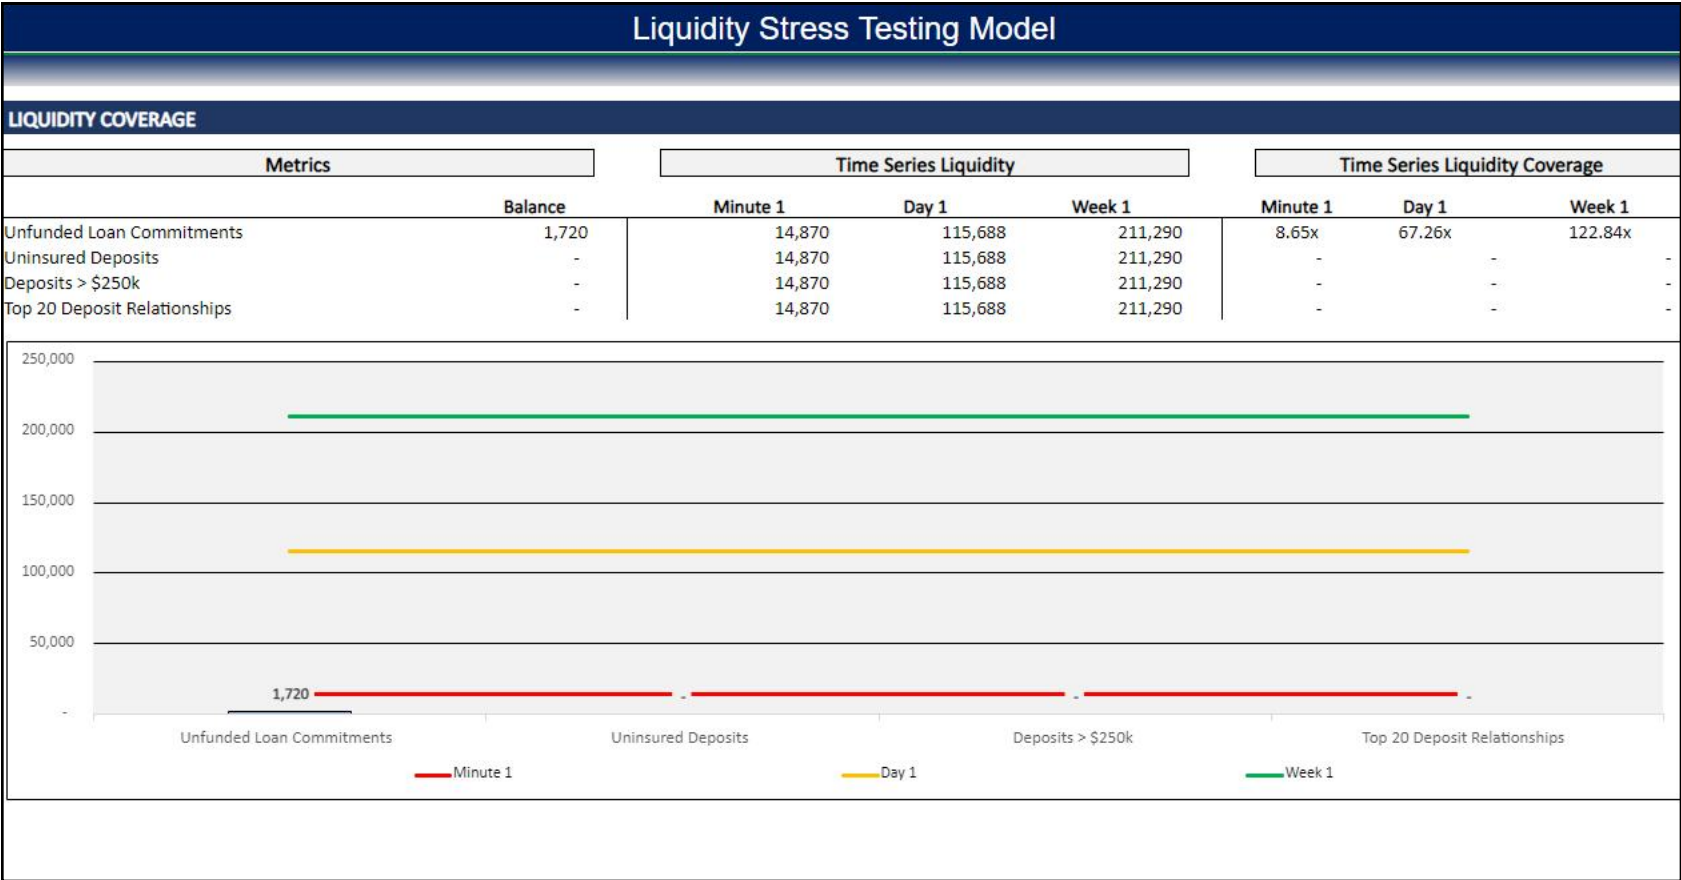 Liquidity Stress Testing Model
LIQUIDITY COVERAGE
Metrics Time Series Liquidity Time Series Liquidity Coverage
Balance Minute 1 Day 1 Week 1 Minute 1 Day 1 Week 1
Unfunded Loan Commitments 1,720 14,870 115,688 211,290 8.65x 67.26x 122.84x
Uninsured Deposits - 14,870 115,688 211,290 - - -
Deposits > $250k - 14,870 115,688 211,290 - - -
Top 20 Deposit Relationships - 14,870 115,688 211,290 - - -
250,000
200,000
150,000
100,000
50,000
1,720 - - -
-
Unfunded Loan Commitments Uninsured Deposits Deposits > $250k Top 20 Deposit Relationships
Minute 1 Day 1 Week 1